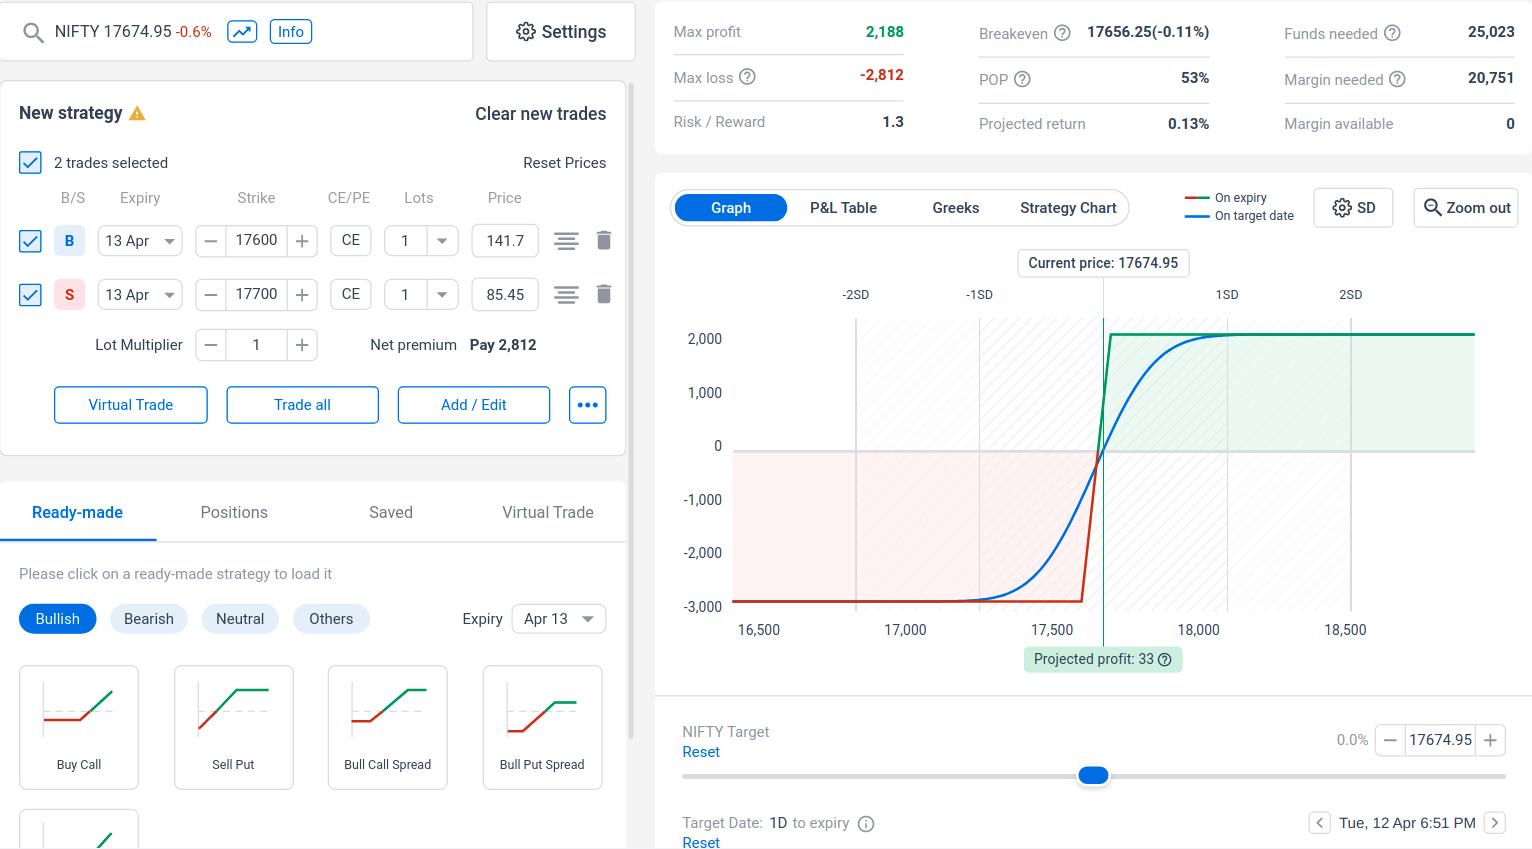 NIFTY 17674.95 -0.6% Info
Settings
New strategy
Clear new trades
2 trades selected
Reset Prices
B/S Expiry Strike CE/PE Lots Price
B 13 Apr 17600 CE 1 141.7
S 13 Apr 17700 CE 1 85.45
Lot Multiplier 1 Net premium Pay 2,812
Virtual Trade Trade all Add / Edit
Ready-made Positions Saved Virtual Trade
Please click on a ready-made strategy to load it
Bullish Bearish Neutral Others Expiry Apr 13
Buy Call Sell Put Bull Call Spread Bull Put Spread
Max profit 2,188
Max loss -2,812
Risk / Reward 1.3
Breakeven 17656.25(-0.11%)
POP 53%
Projected return 0.13%
Funds needed 25,023
Margin needed 20,751
Margin available 0
Graph P&L Table Greeks Strategy Chart
On expiry
On target date
SD
Zoom out
Current price: 17674.95
-2SD -1SD 1SD 2SD
2,000
1,000
0
-1,000
-2,000
-3,000
16,500 17,000 17,500 18,000 18,500
Projected profit: 33
NIFTY Target
Reset
0.0% 17674.95
Target Date: 1D to expiry
Reset
Tue, 12 Apr 6:51 PM